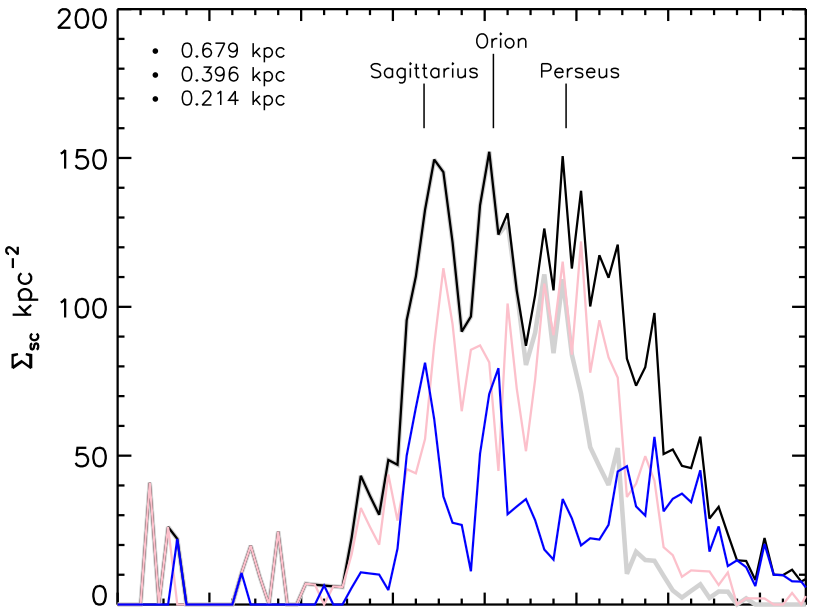 200
Orion
• 0.679 kpc
Sagittarius
Perseus
• 0.396 kpc
• 0.214 kpc
150
Σsc kpc⁻²
100
50
0